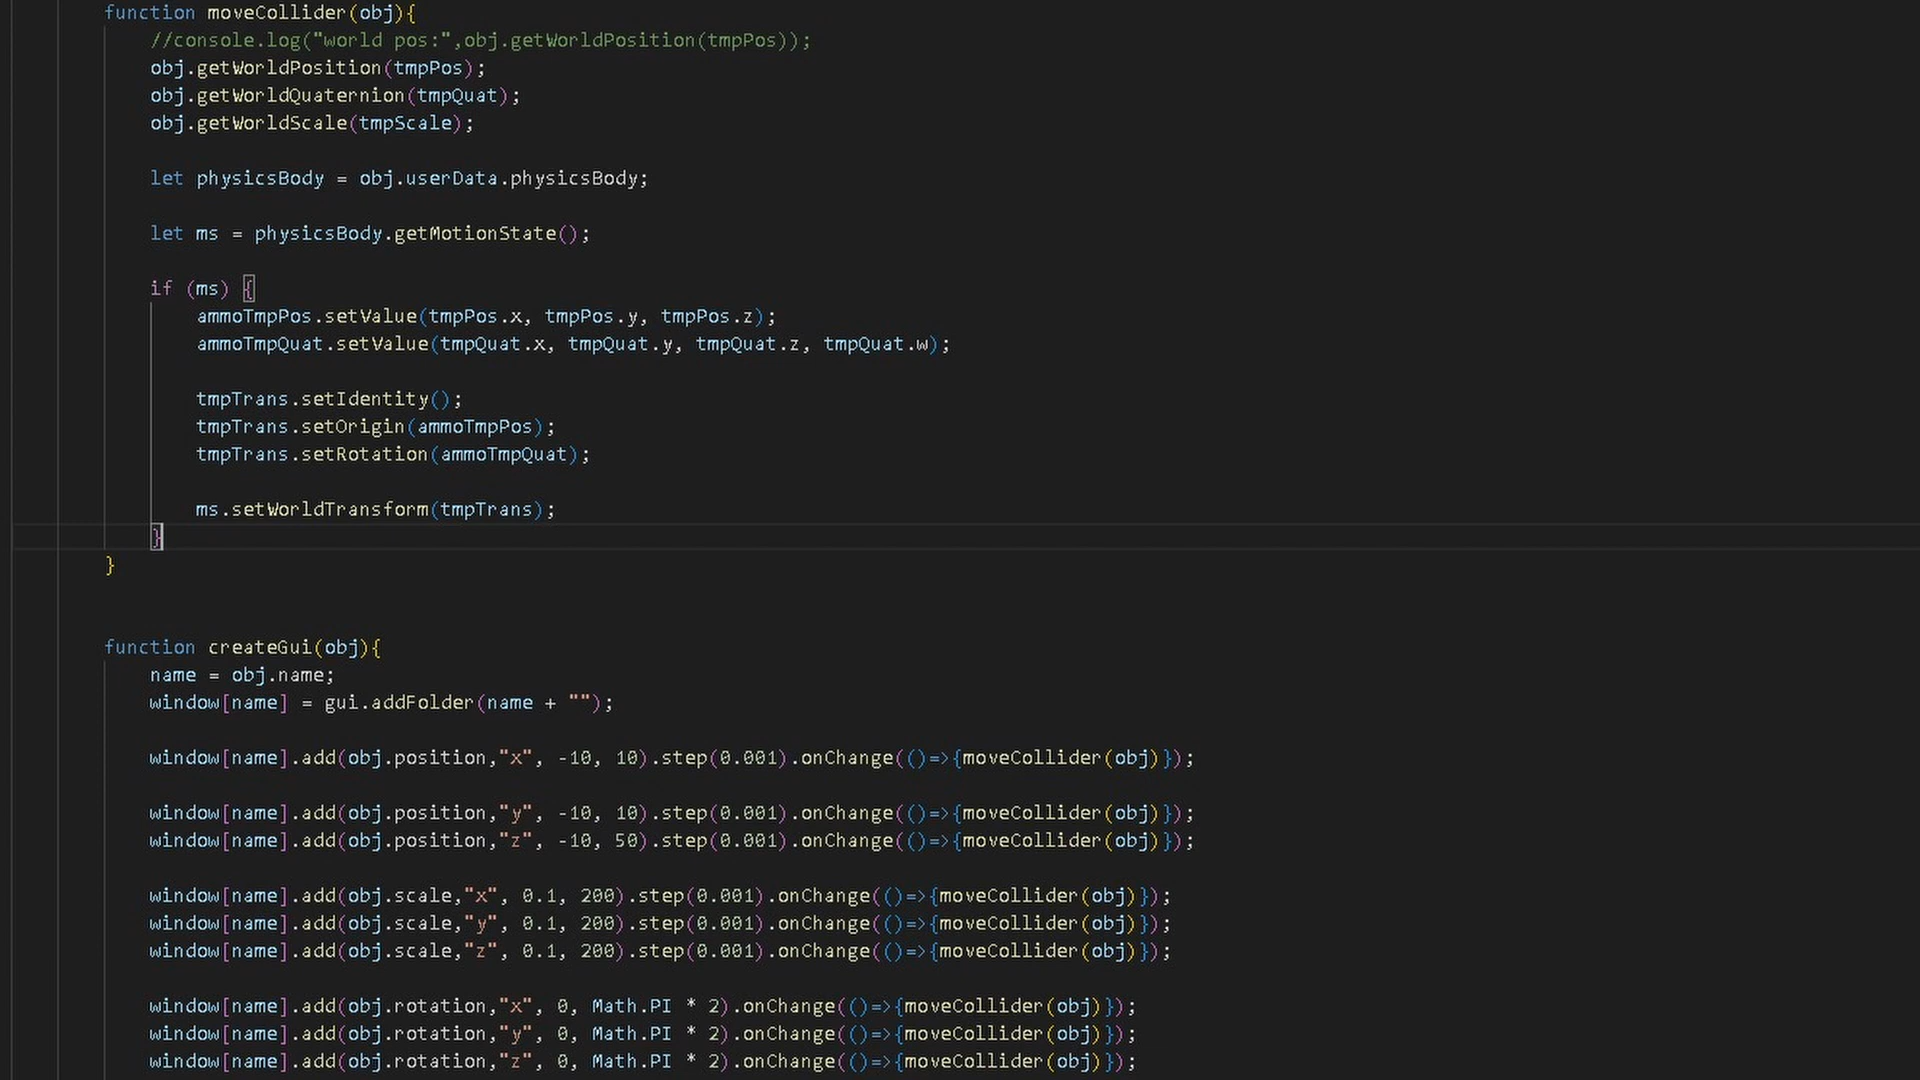 function moveCollider(obj){
//console.log("world pos:",obj.getWorldPosition(tmpPos));
obj.getWorldPosition(tmpPos);
obj.getWorldQuaternion(tmpQuat);
obj.getWorldScale(tmpScale);
let physicsBody = obj.userData.physicsBody;
let ms = physicsBody.getMotionState();
if (ms) {
ammoTmpPos.setValue(tmpPos.x, tmpPos.y, tmpPos.z);
ammoTmpQuat.setValue(tmpQuat.x, tmpQuat.y, tmpQuat.z, tmpQuat.w);
tmpTrans.setIdentity();
tmpTrans.setOrigin(ammoTmpPos);
tmpTrans.setRotation(ammoTmpQuat);
ms.setWorldTransform(tmpTrans);
}
}
function createGui(obj){
name = obj.name;
window[name] = gui.addFolder(name + "");
window[name].add(obj.position,"x", -10, 10).step(0.001).onChange(()=>{moveCollider(obj)});
window[name].add(obj.position,"y", -10, 10).step(0.001).onChange(()=>{moveCollider(obj)});
window[name].add(obj.position,"z", -10, 50).step(0.001).onChange(()=>{moveCollider(obj)});
window[name].add(obj.scale,"x", 0.1, 200).step(0.001).onChange(()=>{moveCollider(obj)});
window[name].add(obj.scale,"y", 0.1, 200).step(0.001).onChange(()=>{moveCollider(obj)});
window[name].add(obj.scale,"z", 0.1, 200).step(0.001).onChange(()=>{moveCollider(obj)});
window[name].add(obj.rotation,"x", 0, Math.PI * 2).onChange(()=>{moveCollider(obj)});
window[name].add(obj.rotation,"y", 0, Math.PI * 2).onChange(()=>{moveCollider(obj)});
window[name].add(obj.rotation,"z", 0, Math.PI * 2).onChange(()=>{moveCollider(obj)});